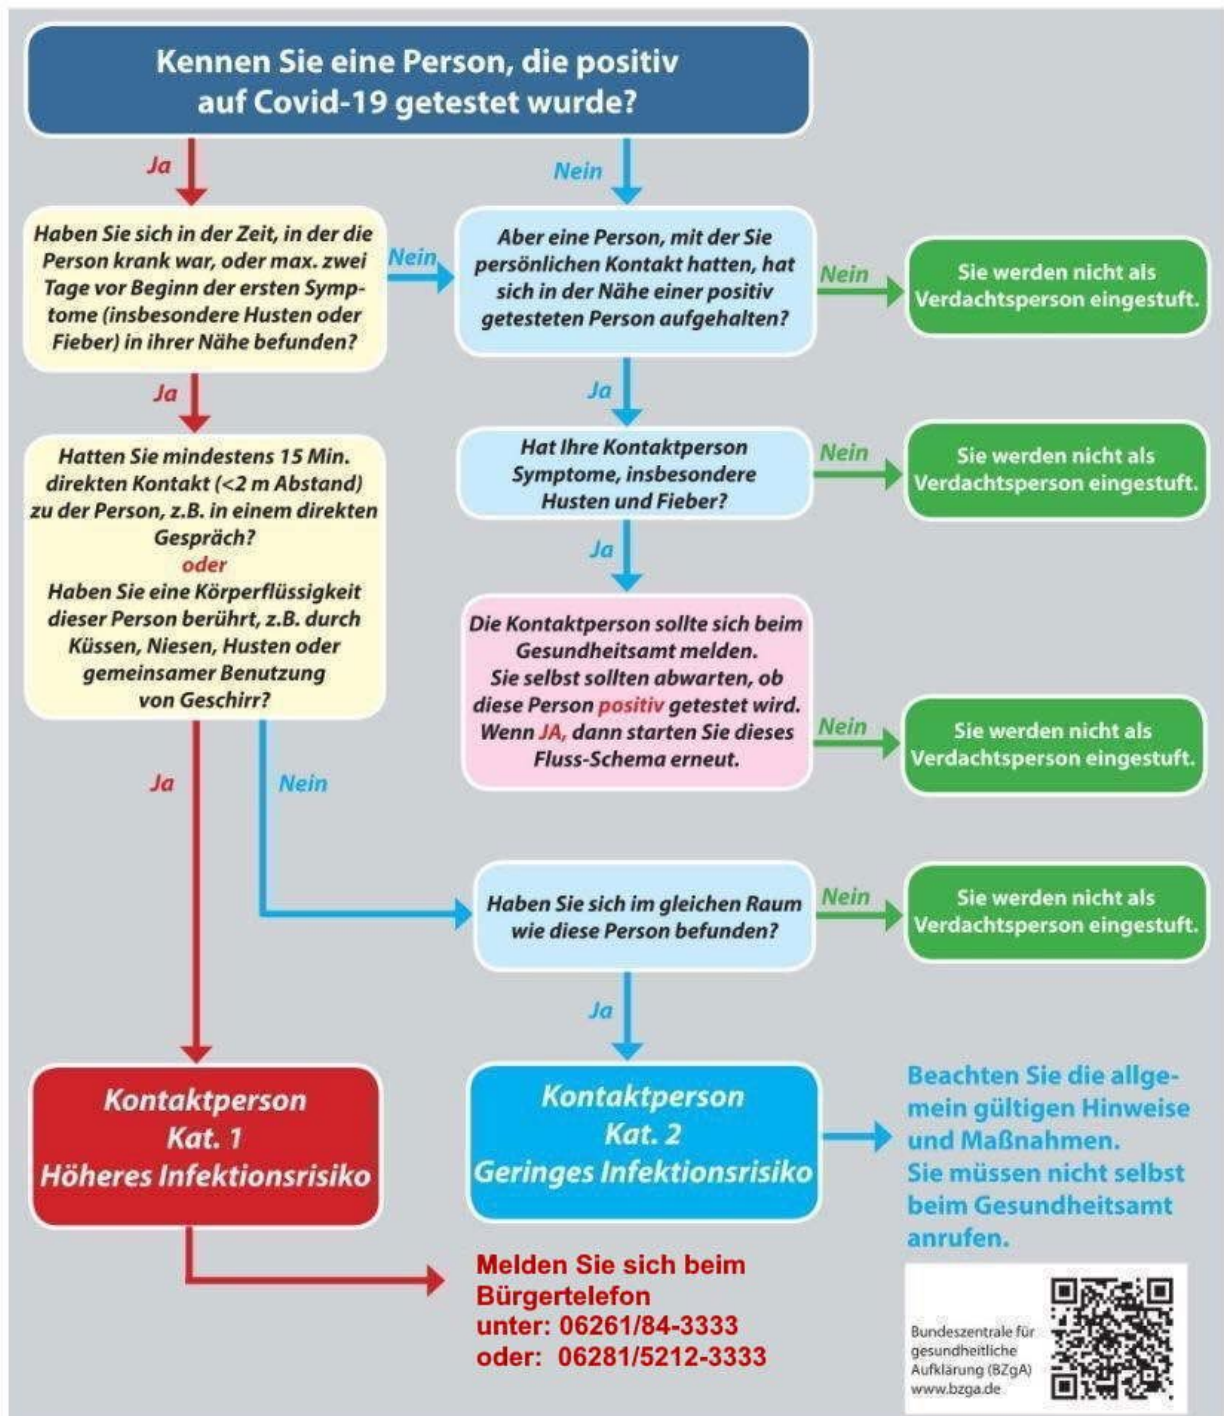 Kennen Sie eine Person, die positiv
auf Covid-19 getestet wurde?
Ja
Nein
Haben Sie sich in der Zeit, in der die
Person krank war, oder max. zwei
Tage vor Beginn der ersten Symp-
tome (insbesondere Husten oder
Fieber) in ihrer Nähe befunden?
Nein
Aber eine Person, mit der Sie
persönlichen Kontakt hatten, hat
sich in der Nähe einer positiv
getesteten Person aufgehalten?
Nein
Sie werden nicht als
Verdachtsperson eingestuft.
Ja
Ja
Hatten Sie mindestens 15 Min.
direkten Kontakt (<2 m Abstand)
zu der Person, z.B. in einem direkten
Gespräch?
oder
Haben Sie eine Körperflüssigkeit
dieser Person berührt, z.B. durch
Küssen, Niesen, Husten oder
gemeinsamer Benutzung
von Geschirr?
Hat Ihre Kontaktperson
Symptome, insbesondere
Husten und Fieber?
Nein
Sie werden nicht als
Verdachtsperson eingestuft.
Ja
Die Kontaktperson sollte sich beim
Gesundheitsamt melden.
Sie selbst sollten abwarten, ob
diese Person positiv getestet wird.
Wenn JA, dann starten Sie dieses
Fluss-Schema erneut.
Nein
Sie werden nicht als
Verdachtsperson eingestuft.
Ja
Nein
Haben Sie sich im gleichen Raum
wie diese Person befunden?
Nein
Sie werden nicht als
Verdachtsperson eingestuft.
Ja
Kontaktperson
Kat. 1
Höheres Infektionsrisiko
Kontaktperson
Kat. 2
Geringes Infektionsrisiko
Beachten Sie die allge-
mein gültigen Hinweise
und Maßnahmen.
Sie müssen nicht selbst
beim Gesundheitsamt
anrufen.
Melden Sie sich beim
Bürgertelefon
unter: 06261/84-3333
oder: 06281/5212-3333
Bundeszentrale für
gesundheitliche
Aufklärung (BZgA)
www.bzga.de